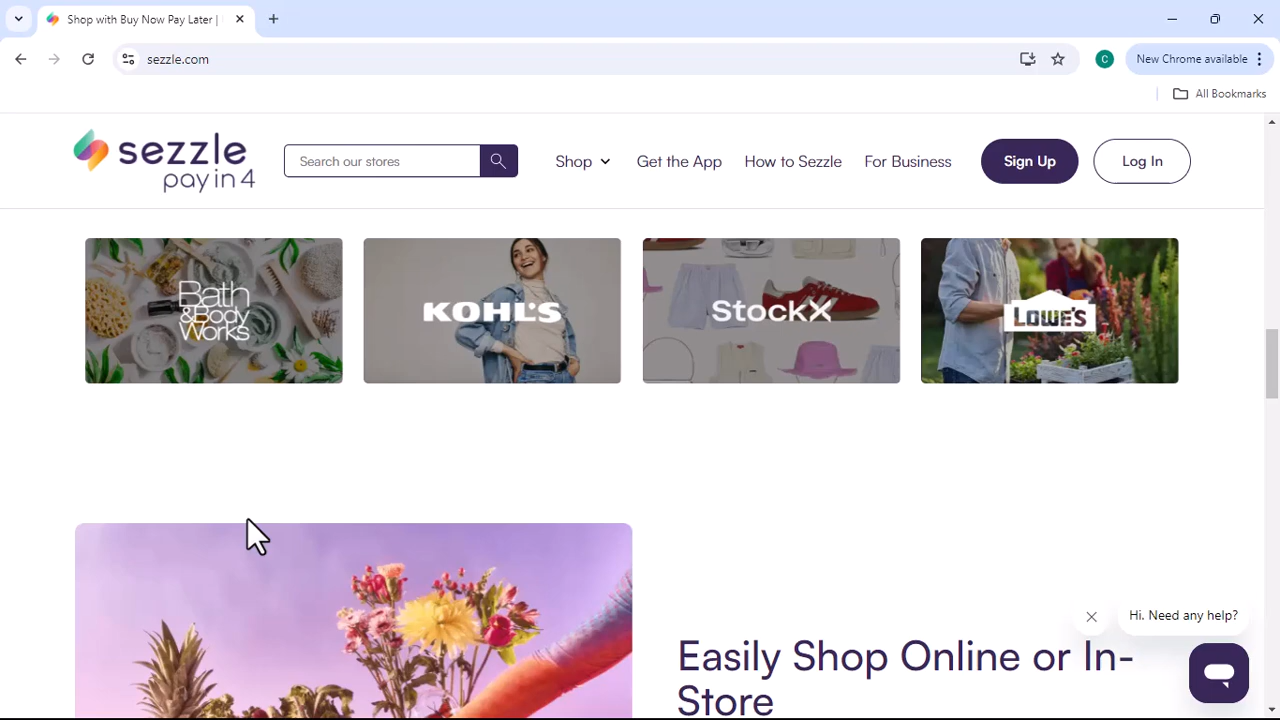 Shop with Buy Now Pay Later |
sezzle.com
C
New Chrome available
All Bookmarks
sezzle
pay in 4
Search our stores
Shop
Get the App
How to Sezzle
For Business
Sign Up
Log In
Bath
&Body
Works
KOHL'S
StockX
LOWE'S
Hi. Need any help?
Easily Shop Online or In-
Store